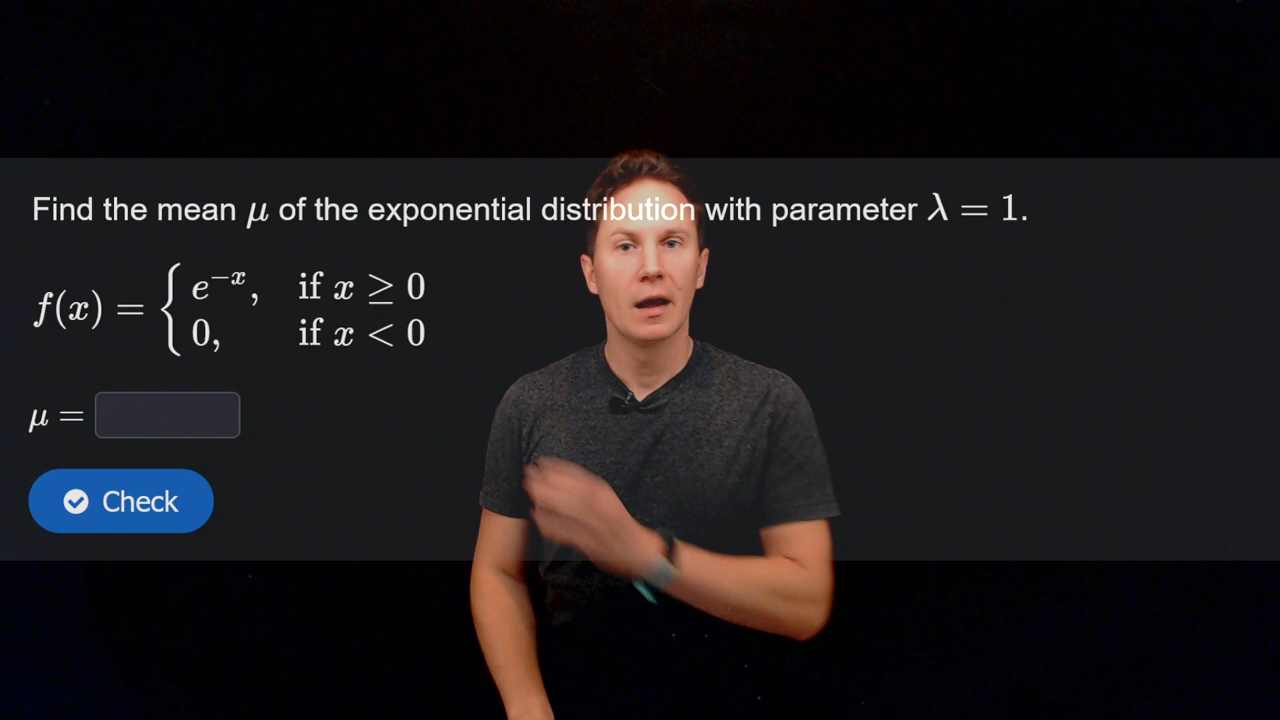 Find the mean μ of the exponential distribution with parameter λ = 1.
f(x) = { e^{-x}, if x ≥ 0
0, if x < 0
μ =
Check